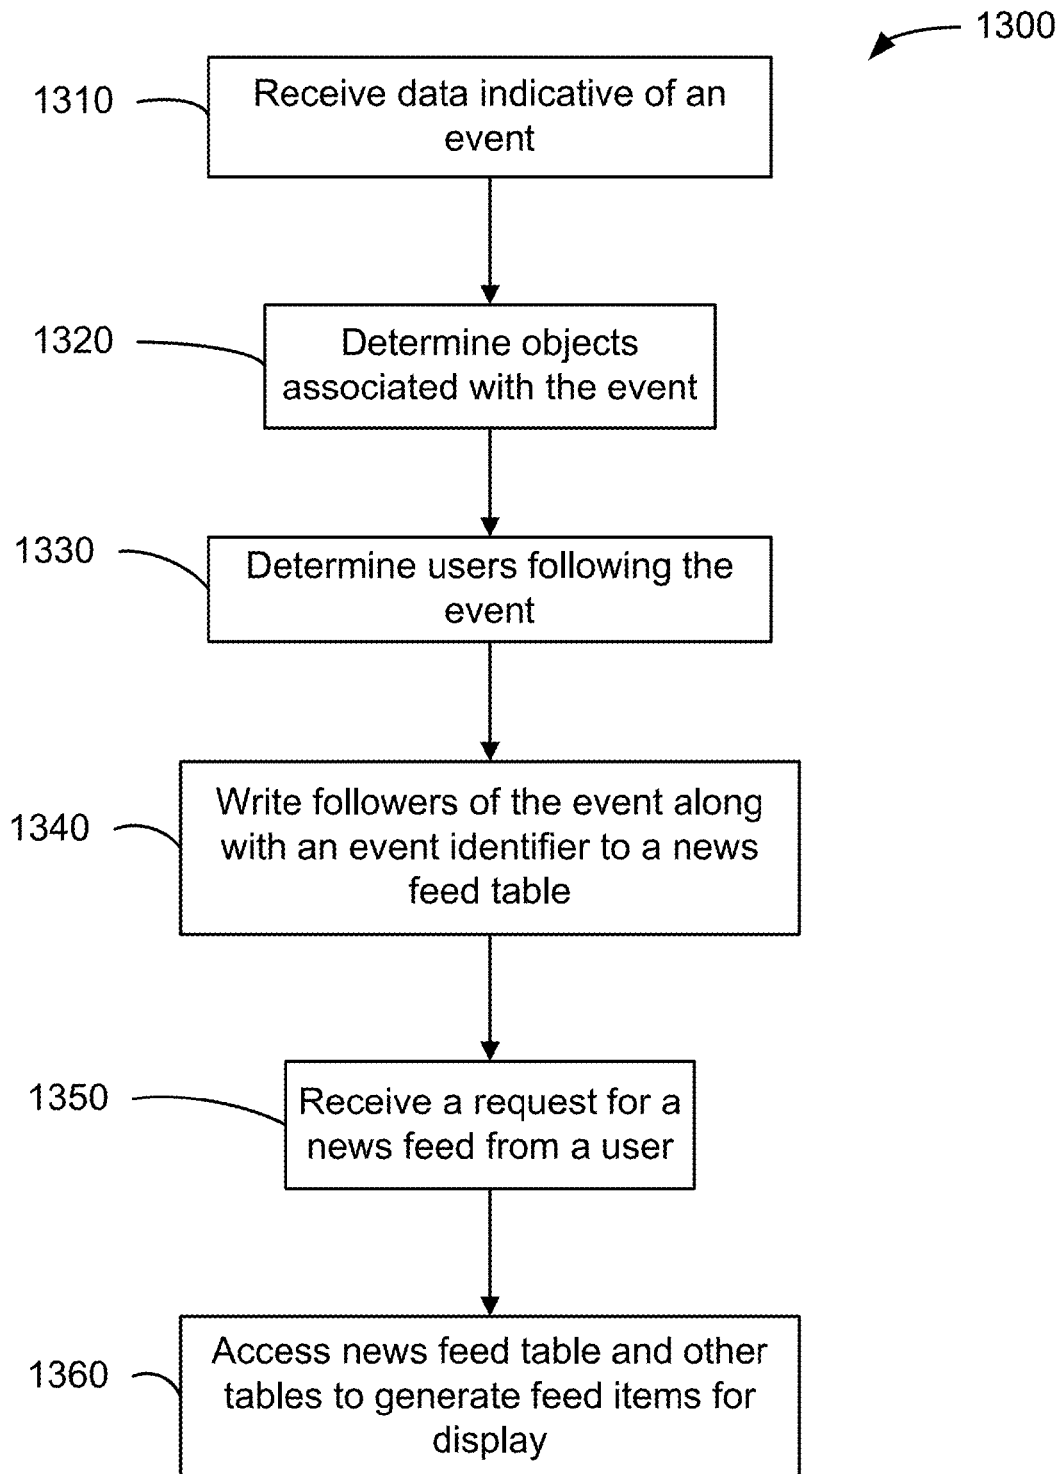 1300
1310
Receive data indicative of an
event
1320
Determine objects
associated with the event
1330
Determine users following the
event
1340
Write followers of the event along
with an event identifier to a news
feed table
1350
Receive a request for a
news feed from a user
1360
Access news feed table and other
tables to generate feed items for
display